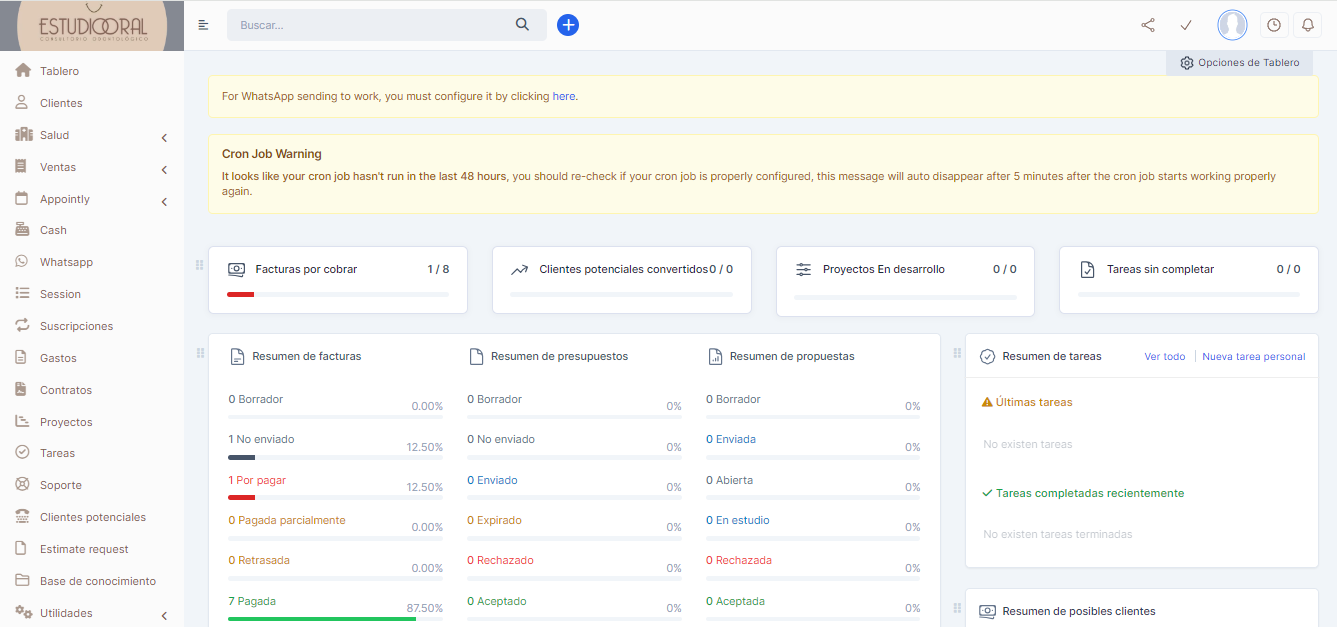 ESTUDIOORAL
CONSULTORIO ODONTOLÓGICO
Buscar...
Opciones de Tablero
Tablero
Clientes
Salud
Ventas
Appointly
Cash
Whatsapp
Session
Suscripciones
Gastos
Contratos
Proyectos
Tareas
Soporte
Clientes potenciales
Estimate request
Base de conocimiento
Utilidades
For WhatsApp sending to work, you must configure it by clicking here.
Cron Job Warning
It looks like your cron job hasn't run in the last 48 hours, you should re-check if your cron job is properly configured, this message will auto disappear after 5 minutes after the cron job starts working properly
again.
Facturas por cobrar 1 / 8
Clientes potenciales convertidos 0 / 0
Proyectos En desarrollo 0 / 0
Tareas sin completar 0 / 0
Resumen de facturas
0 Borrador 0.00%
1 No enviado 12.50%
1 Por pagar 12.50%
0 Pagada parcialmente 0.00%
0 Retrasada 0.00%
7 Pagada 87.50%
Resumen de presupuestos
0 Borrador 0%
0 No enviado 0%
0 Enviado 0%
0 Expirado 0%
0 Rechazado 0%
0 Aceptado 0%
Resumen de propuestas
0 Borrador 0%
0 Enviada 0%
0 Abierta 0%
0 En estudio 0%
0 Rechazada 0%
0 Aceptada 0%
Resumen de tareas Ver todo Nueva tarea personal
Últimas tareas
No existen tareas
Tareas completadas recientemente
No existen tareas terminadas
Resumen de posibles clientes